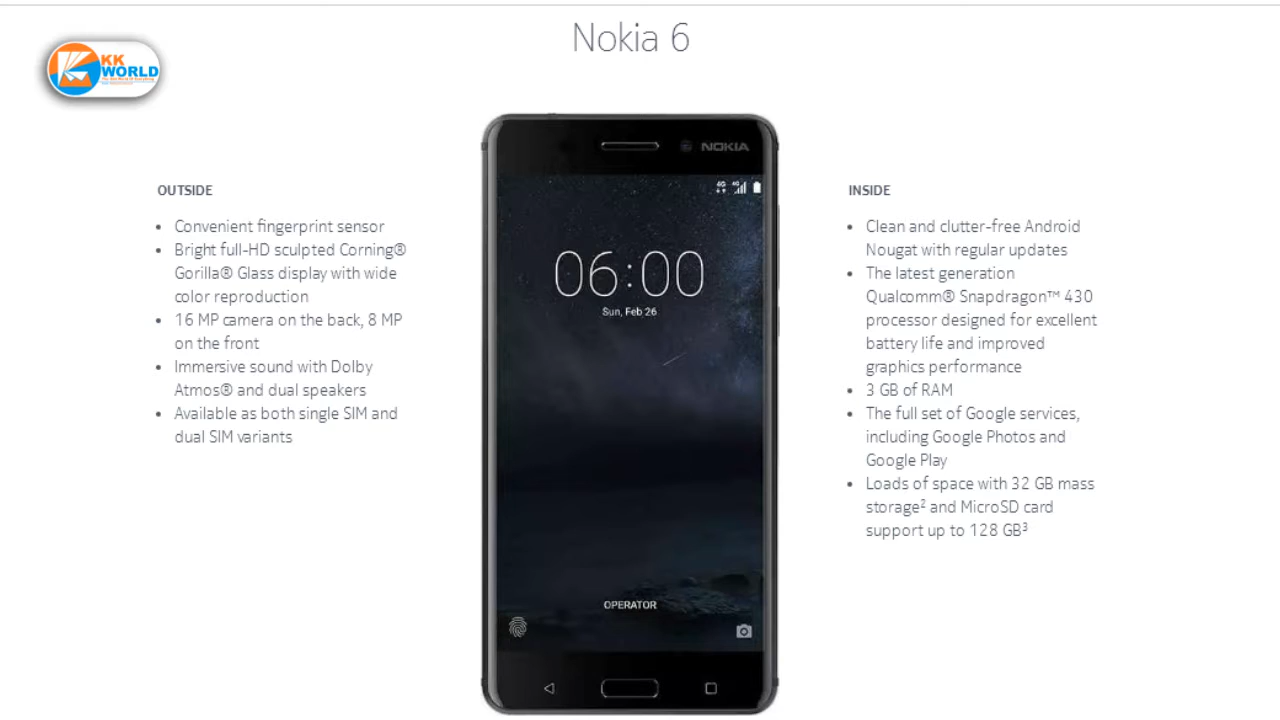 Nokia 6
KK
WORLD
OUTSIDE
• Convenient fingerprint sensor
• Bright full-HD sculpted Corning®
Gorilla® Glass display with wide
color reproduction
• 16 MP camera on the back, 8 MP
on the front
• Immersive sound with Dolby
Atmos® and dual speakers
• Available as both single SIM and
dual SIM variants
NOKIA
4G 4G
06:00
Sun, Feb 26
OPERATOR
INSIDE
• Clean and clutter-free Android
Nougat with regular updates
• The latest generation
Qualcomm® Snapdragon™ 430
processor designed for excellent
battery life and improved
graphics performance
• 3 GB of RAM
• The full set of Google services,
including Google Photos and
Google Play
• Loads of space with 32 GB mass
storage² and MicroSD card
support up to 128 GB³